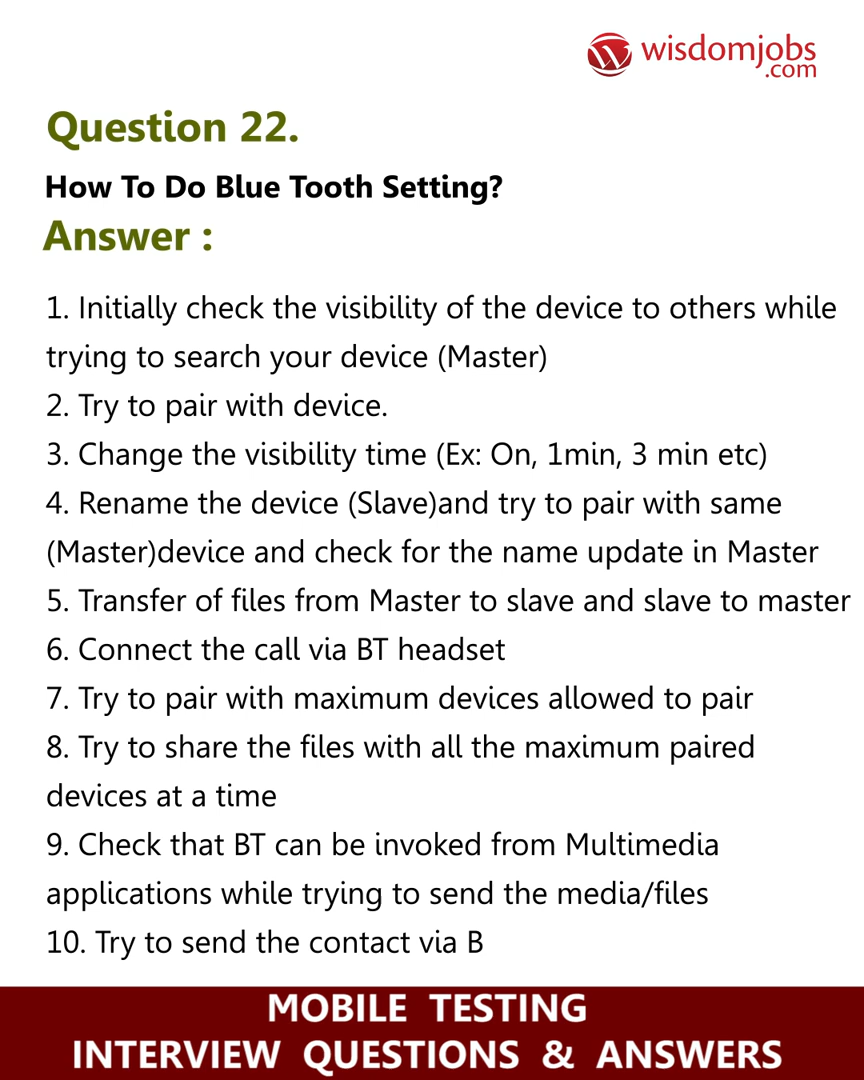 wisdomjobs
.com
Question 22.
How To Do Blue Tooth Setting?
Answer :
1. Initially check the visibility of the device to others while
trying to search your device (Master)
2. Try to pair with device.
3. Change the visibility time (Ex: On, 1min, 3 min etc)
4. Rename the device (Slave)and try to pair with same
(Master)device and check for the name update in Master
5. Transfer of files from Master to slave and slave to master
6. Connect the call via BT headset
7. Try to pair with maximum devices allowed to pair
8. Try to share the files with all the maximum paired
devices at a time
9. Check that BT can be invoked from Multimedia
applications while trying to send the media/files
10. Try to send the contact via B
MOBILE TESTING
INTERVIEW QUESTIONS & ANSWERS